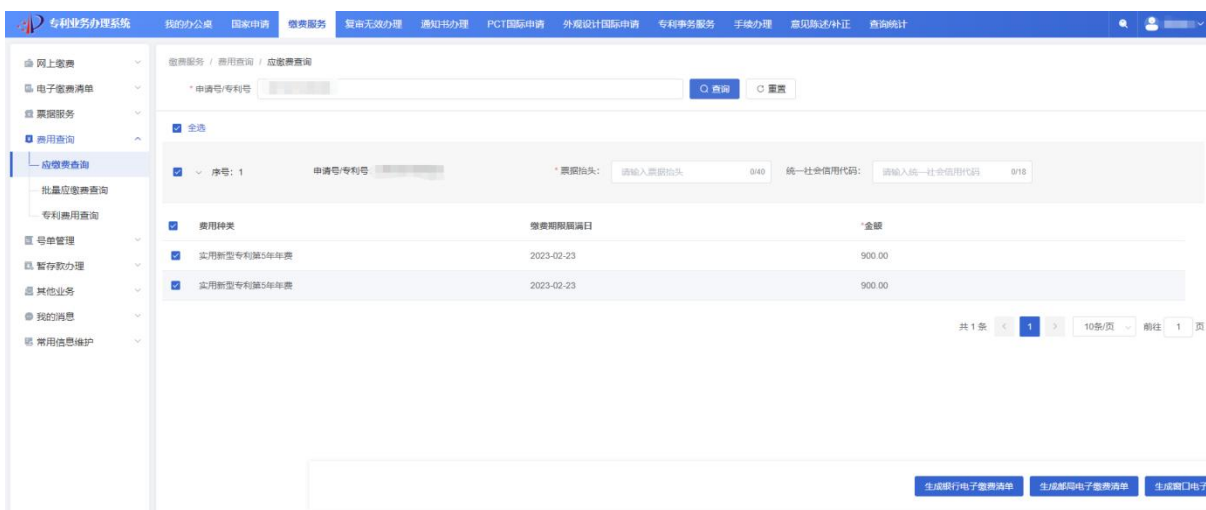 专利业务办理系统 我的办公桌 国家申请 缴费服务 复审无效办理 通知书办理 PCT国际申请 外观设计国际申请 专利事务服务 手续办理 意见陈述/补正 查询统计
网上缴费
电子缴费清单
票据服务
费用查询
应缴费查询
批量应缴费查询
专利费用查询
号单管理
暂存款办理
其他业务
我的消息
常用信息维护
缴费服务 / 费用查询 / 应缴费查询
*申请号/专利号 查询 重置
全选
序号：1 申请号/专利号 *票据抬头： 请输入票据抬头 0/40 统一社会信用代码： 请输入统一社会信用代码 0/18
费用种类 缴费期限届满日 *金额
实用新型专利第5年年费 2023-02-23 900.00
实用新型专利第5年年费 2023-02-23 900.00
共1条 < 1 > 10条/页 前往 1 页
生成银行电子缴费清单 生成邮局电子缴费清单 生成窗口电子